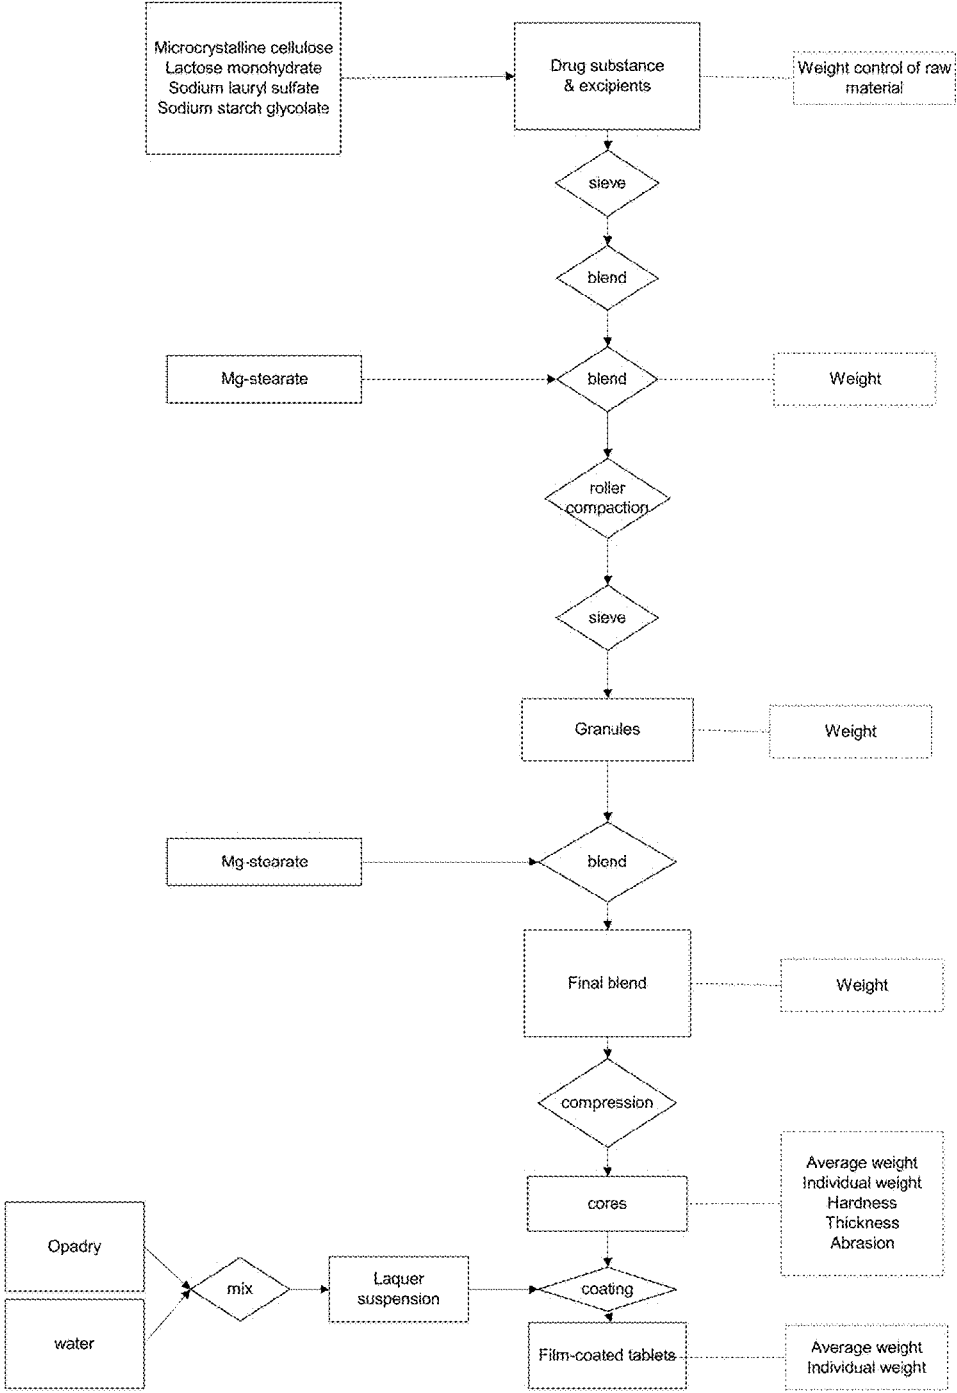 Microcrystalline cellulose
Lactose monohydrate
Sodium lauryl sulfate
Sodium starch glycolate
Drug substance
& excipients
Weight control of raw
material
sieve
blend
Mg-stearate
blend
Weight
roller
compaction
sieve
Granules
Weight
Mg-stearate
blend
Final blend
Weight
compression
cores
Average weight
Individual weight
Hardness
Thickness
Abrasion
Opadry
water
mix
Laquer
suspension
coating
Film-coated tablets
Average weight
Individual weight